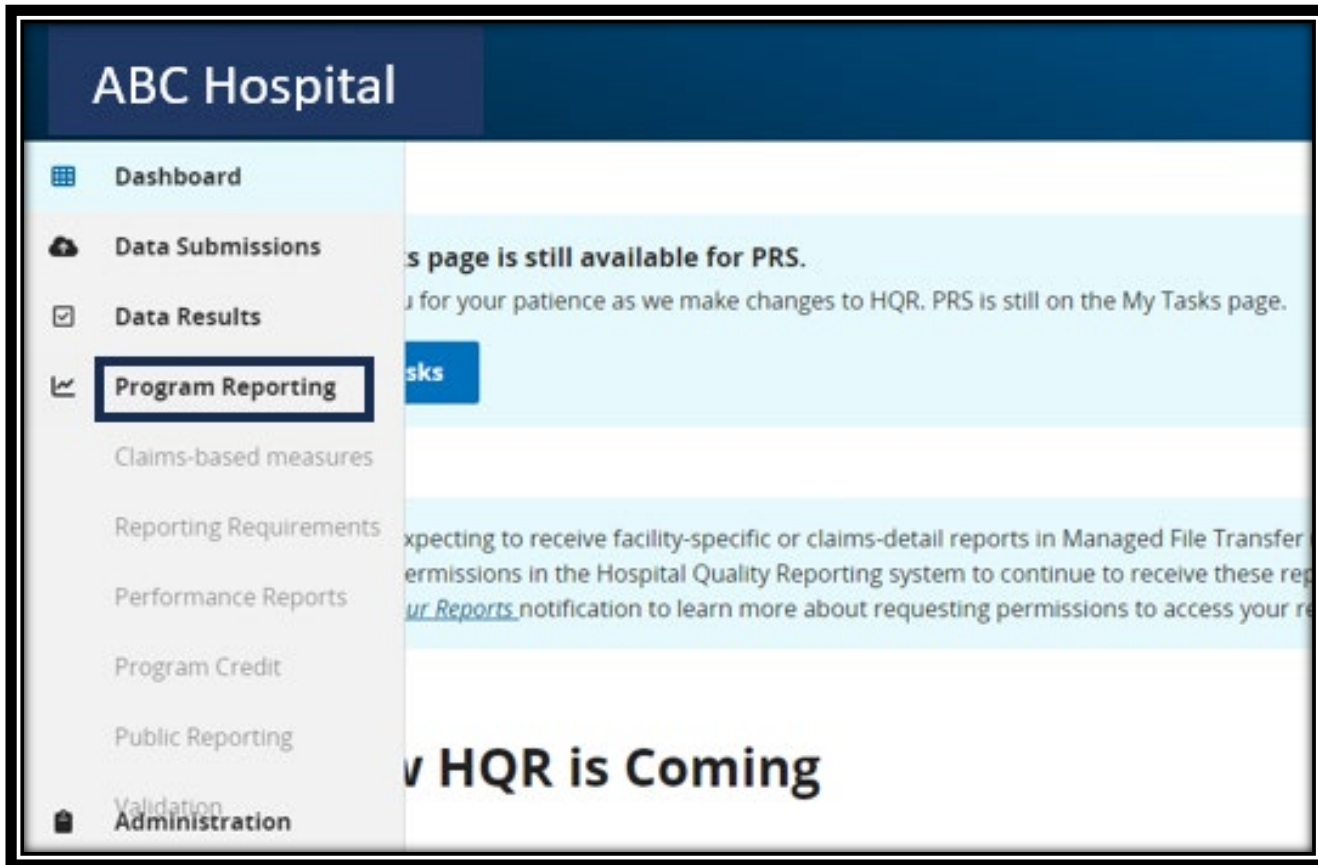 ABC Hospital
Dashboard
Data Submissions
Data Results
Program Reporting
Claims-based measures
Reporting Requirements
Performance Reports
Program Credit
Public Reporting
Validation
Administration
s page is still available for PRS.
for your patience as we make changes to HQR. PRS is still on the My Tasks page.
sks
xpecting to receive facility-specific or claims-detail reports in Managed File Transfer
ermissions in the Hospital Quality Reporting system to continue to receive these rep
ur Reports notification to learn more about requesting permissions to access your re
HQR is Coming